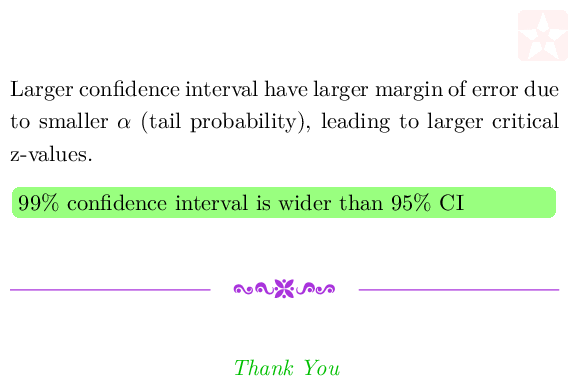 Larger confidence interval have larger margin of error due
to smaller α (tail probability), leading to larger critical
z-values.
99% confidence interval is wider than 95% CI
Thank You